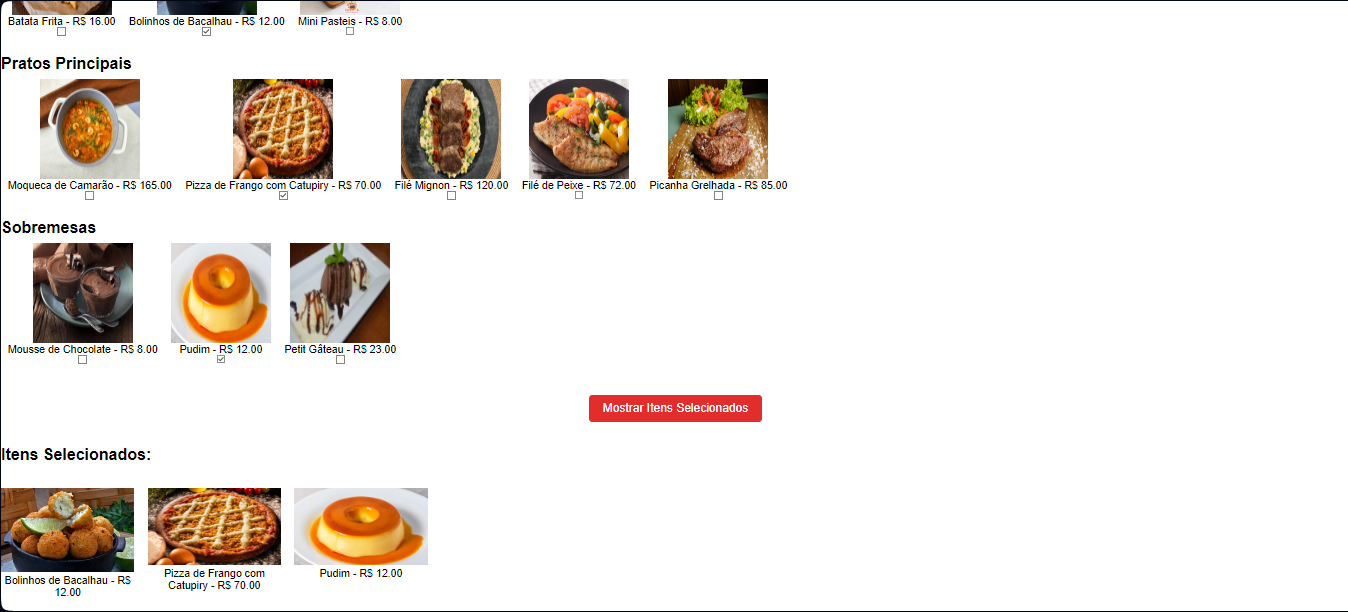 Batata Frita - R$ 16.00 Bolinhos de Bacalhau - R$ 12.00 Mini Pasteis - R$ 8.00
Pratos Principais
Moqueca de Camarão - R$ 165.00 Pizza de Frango com Catupiry - R$ 70.00 Filé Mignon - R$ 120.00 Filé de Peixe - R$ 72.00 Picanha Grelhada - R$ 85.00
Sobremesas
Mousse de Chocolate - R$ 8.00 Pudim - R$ 12.00 Petit Gâteau - R$ 23.00
Mostrar Itens Selecionados
Itens Selecionados:
Bolinhos de Bacalhau - R$
12.00
Pizza de Frango com
Catupiry - R$ 70.00
Pudim - R$ 12.00